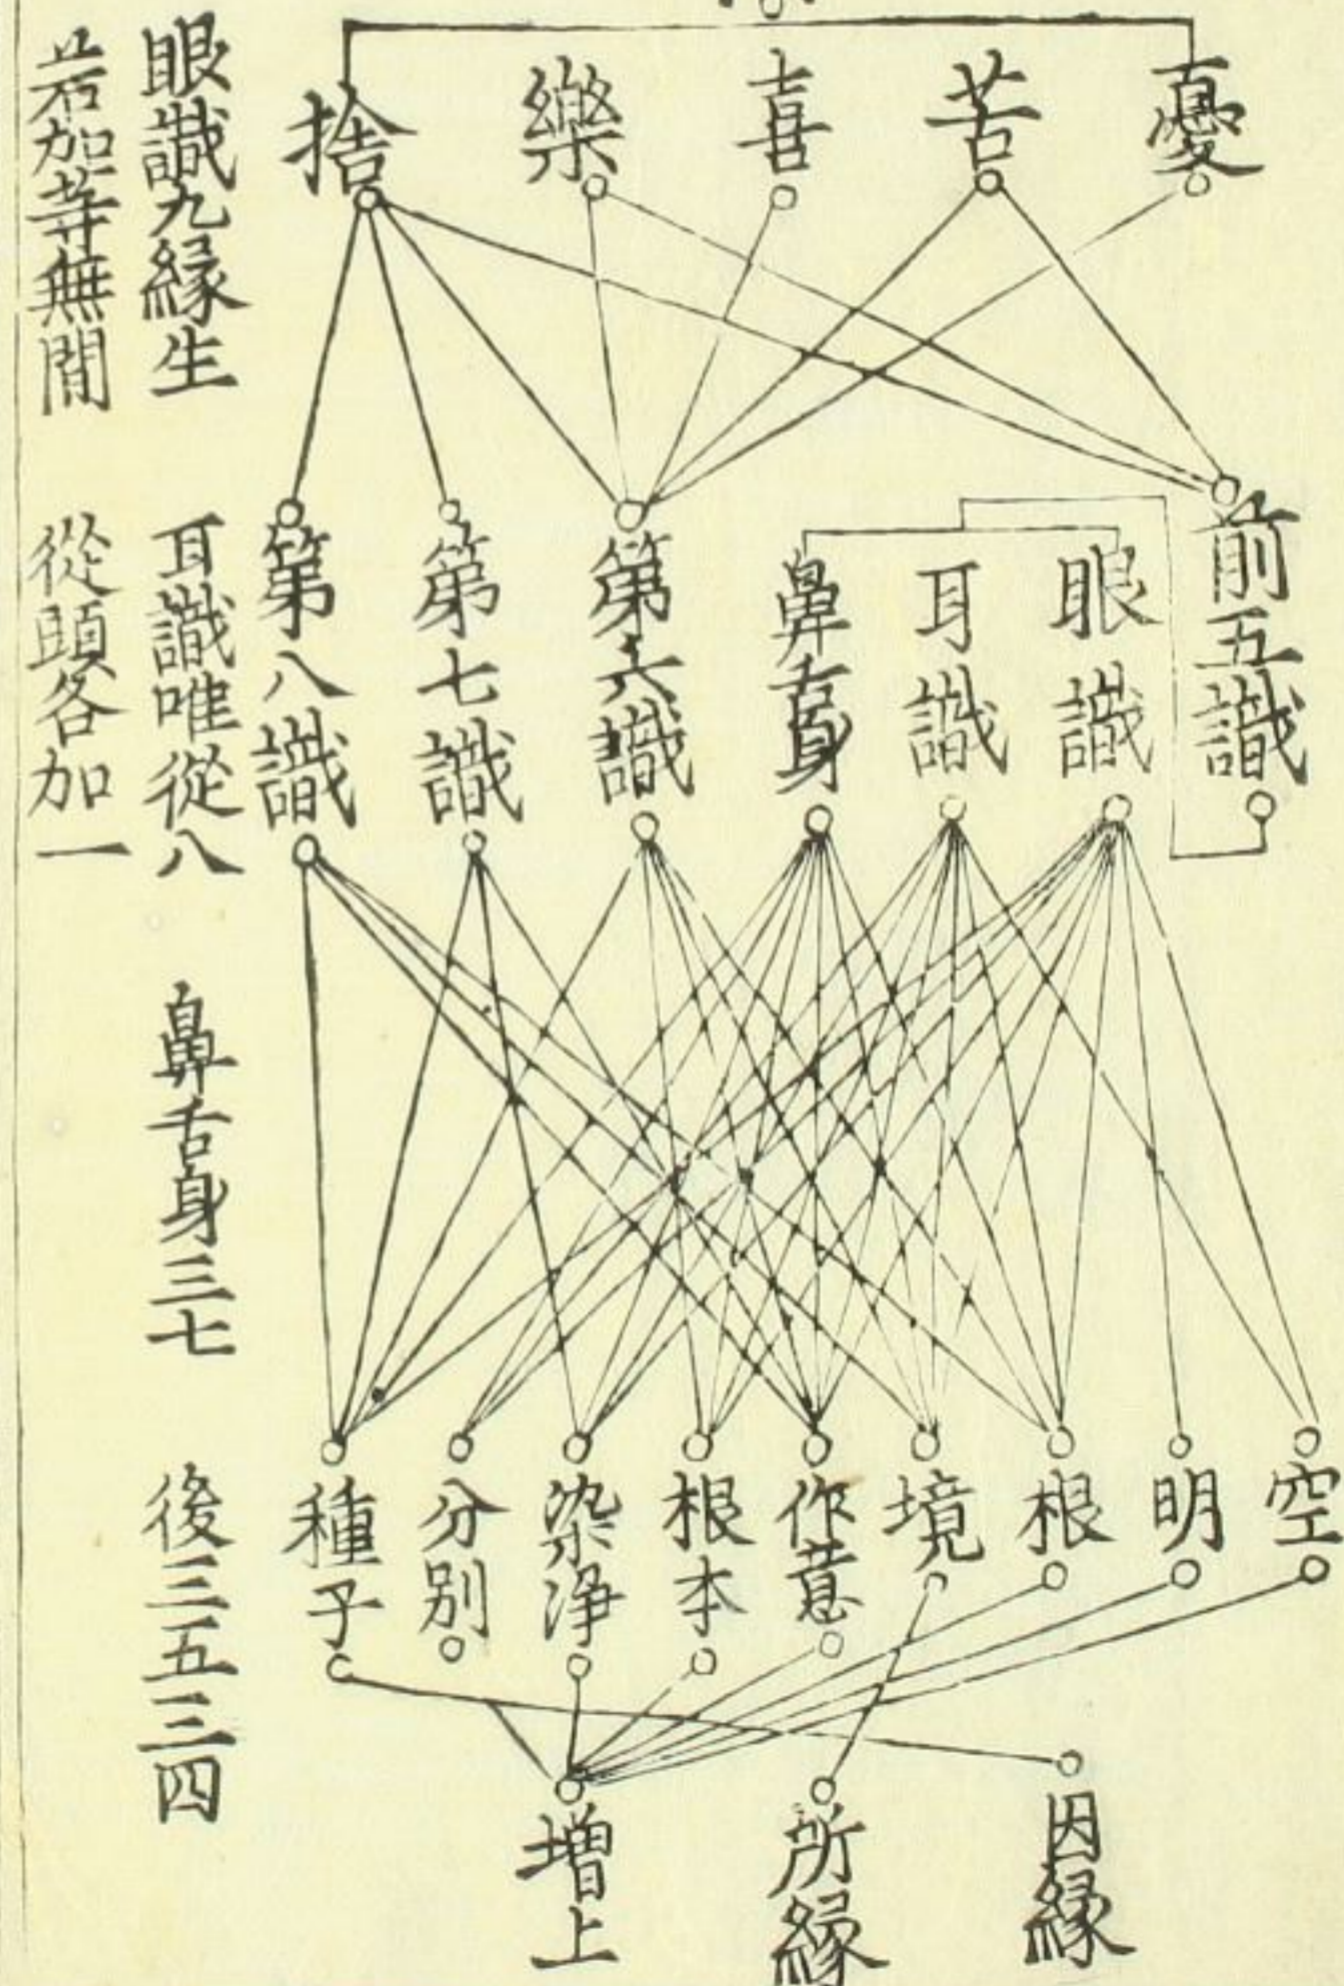 憂
苦
喜
樂
捨
前五識
眼識
耳識
鼻舌身
第六識
第七識
第八識
空
明
根
境
作意
根本
染淨
分別
種子
因緣
所緣
增上
眼識九緣生
耳識唯從八
鼻舌身三七
後三五三四
若加等無間
從頭各加一